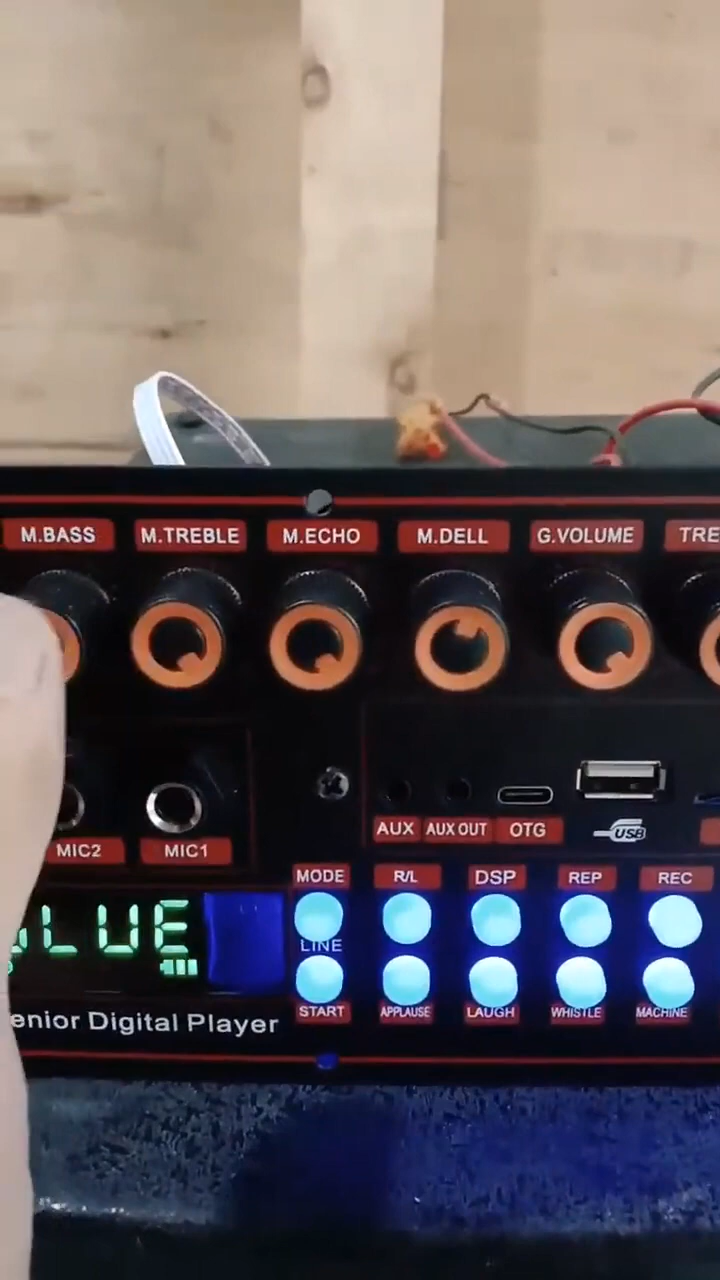 M.BASS M.TREBLE M.ECHO M.DELL G.VOLUME TRE
AUX AUX OUT OTG USB
MIC2 MIC1
MODE R/L DSP REP REC
LUE
LINE
START APPLAUSE LAUGH WHISTLE MACHINE
enior Digital Player